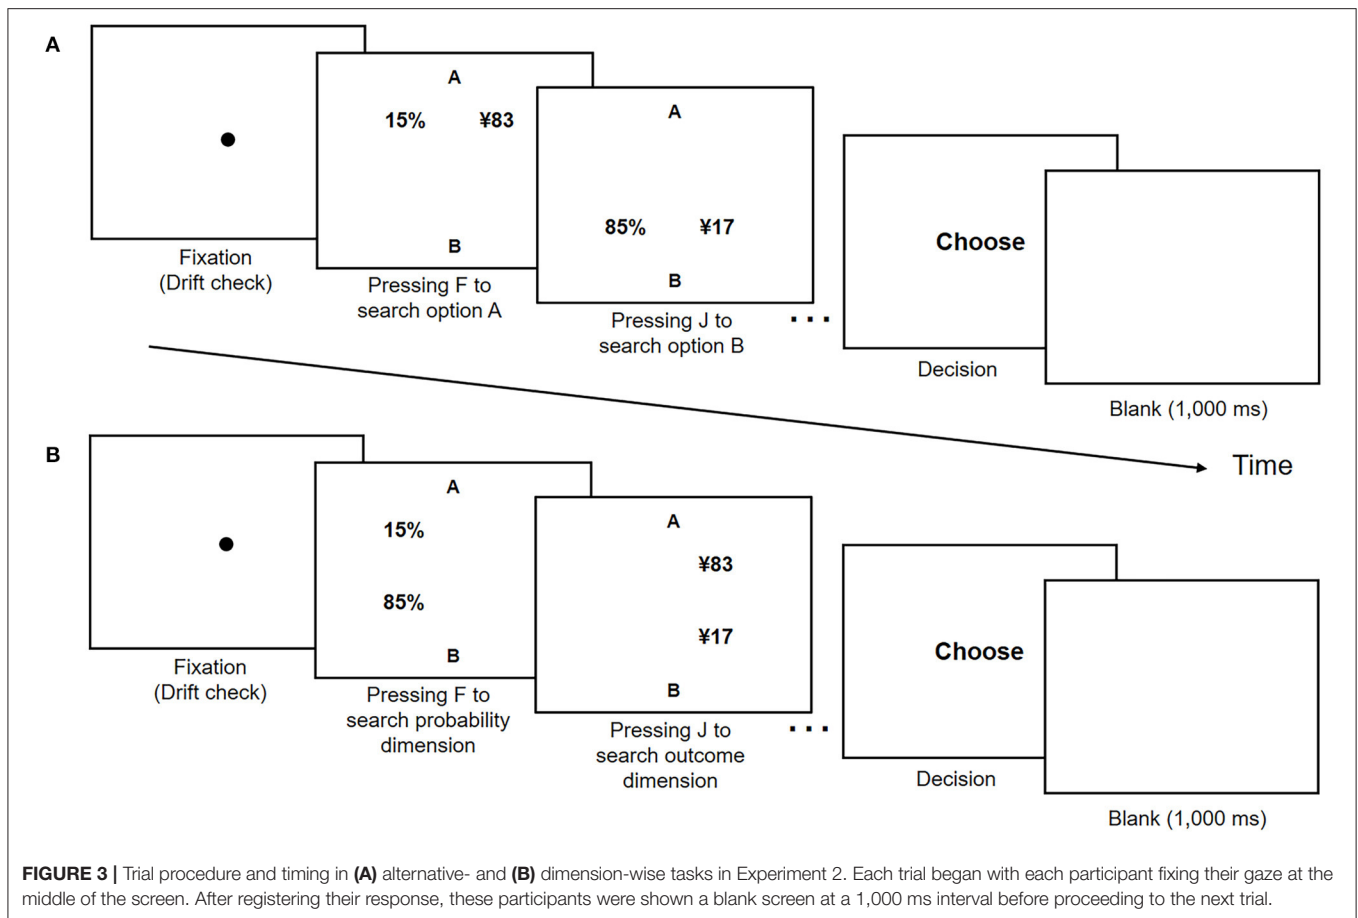 A
A
15% ¥83
B
A
85% ¥17
B
Choose
Fixation
(Drift check)
Pressing F to
search option A
Pressing J to
search option B
...
Decision
Blank (1,000 ms)
Time
B
A
15%
85%
B
A
¥83
¥17
B
Choose
Fixation
(Drift check)
Pressing F to
search probability
dimension
Pressing J to
search outcome
dimension
...
Decision
Blank (1,000 ms)
FIGURE 3 | Trial procedure and timing in (A) alternative- and (B) dimension-wise tasks in Experiment 2. Each trial began with each participant fixing their gaze at the
middle of the screen. After registering their response, these participants were shown a blank screen at a 1,000 ms interval before proceeding to the next trial.